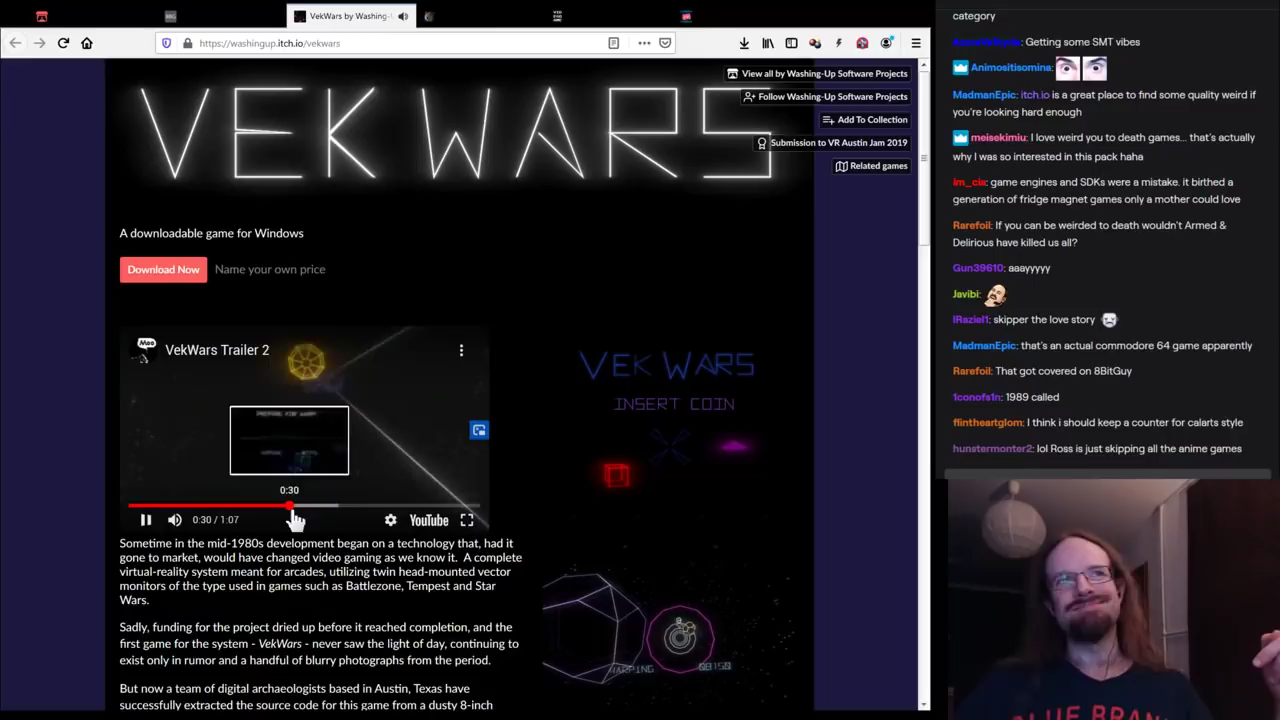 VekWars by Washing-U
https://washingup.itch.io/vekwars
VEK WARS
View all by Washing-Up Software Projects
Follow Washing-Up Software Projects
Add To Collection
Submission to VR Austin Jam 2019
Related games
A downloadable game for Windows
Download Now
Name your own price
Moo
VekWars Trailer 2
0:30
0:30 / 1:07
YouTube
VEK WARS
INSERT COIN
WARPING
00150
Sometime in the mid-1980s development began on a technology that, had it
gone to market, would have changed video gaming as we know it. A complete
virtual-reality system meant for arcades, utilizing twin head-mounted vector
monitors of the type used in games such as Battlezone, Tempest and Star
Wars.
Sadly, funding for the project dried up before it reached completion, and the
first game for the system - VekWars - never saw the light of day, continuing to
exist only in rumor and a handful of blurry photographs from the period.
But now a team of digital archaeologists based in Austin, Texas have
successfully extracted the source code for this game from a dusty 8-inch
category
Getting some SMT vibes
Animositisomina:
MadmanEpic: itch.io is a great place to find some quality weird if
you're looking hard enough
meisekimiu: I love weird you to death games... that's actually
why I was so interested in this pack haha
im_cia: game engines and SDKs were a mistake. it birthed a
generation of fridge magnet games only a mother could love
Rarefoil: If you can be weirded to death wouldn't Armed &
Delirious have killed us all?
Gun39610: aaayyyyy
Javibi:
lRaziel1: skipper the love story
MadmanEpic: that's an actual commodore 64 game apparently
Rarefoil: That got covered on 8BitGuy
1conofs1n: 1989 called
flintheartglom: I think i should keep a counter for calarts style
hunstermonter2: lol Ross is just skipping all the anime games
BLUE BRAN